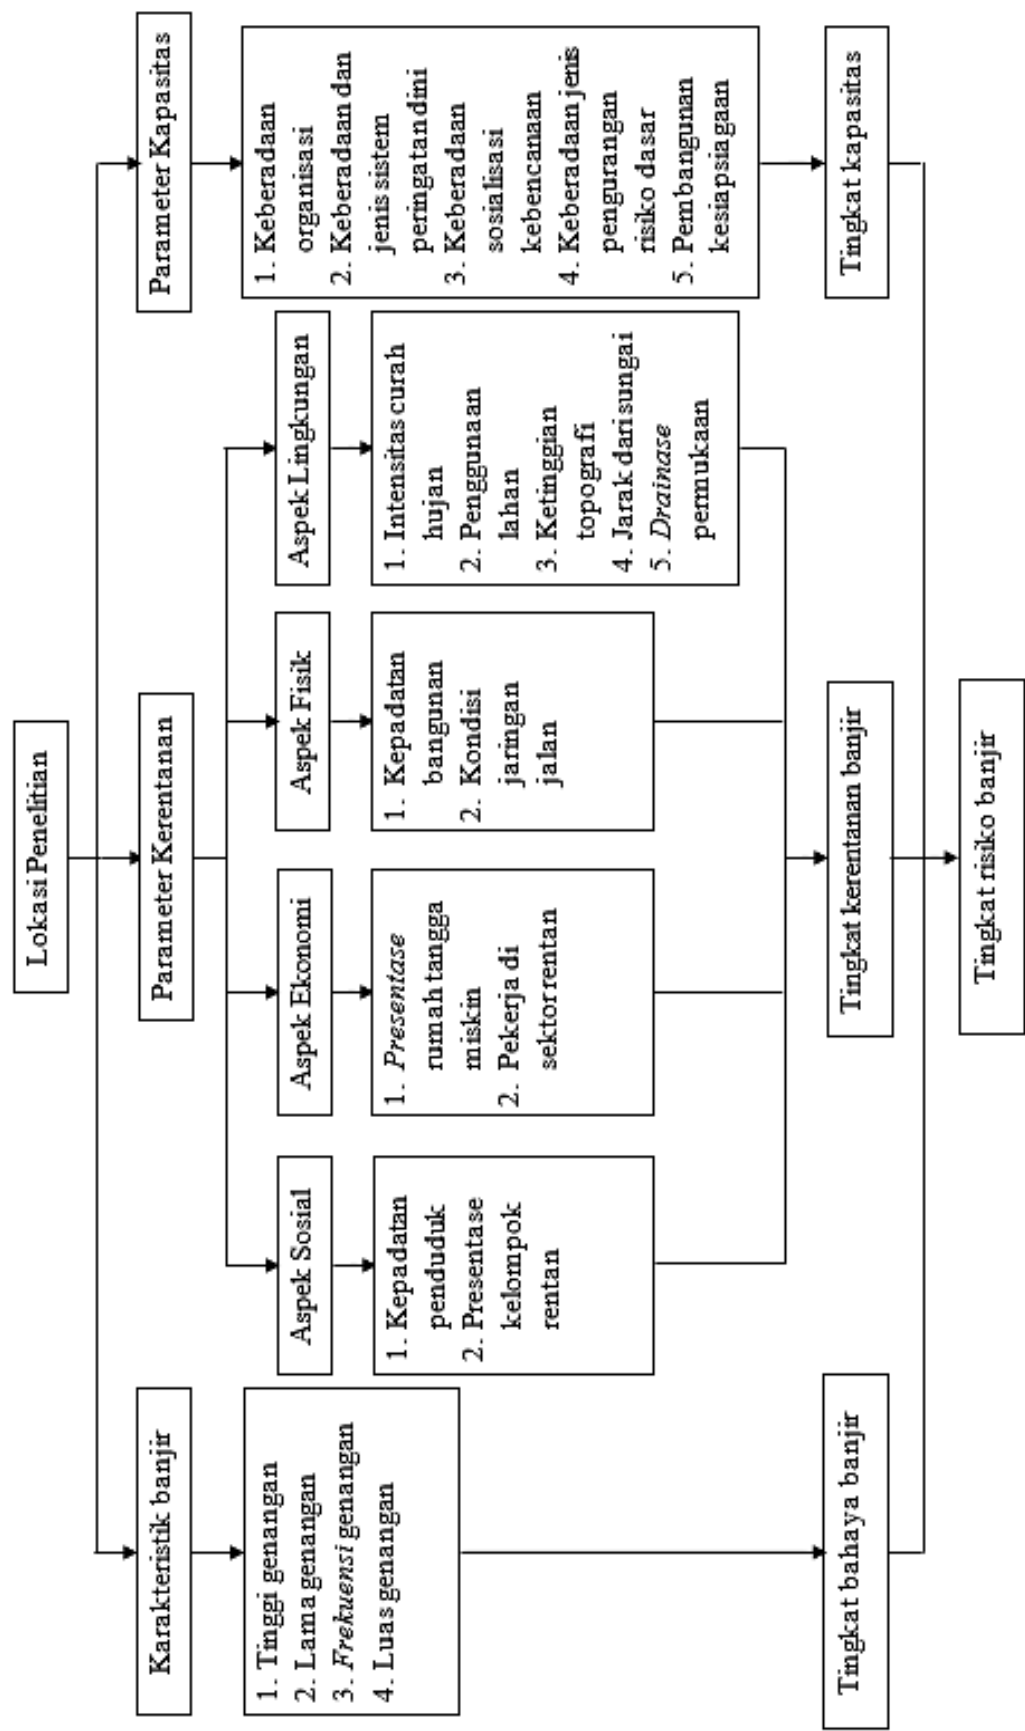 Lokasi Penelitian
Karakteristik banjir
Parameter Kerentanan
Parameter Kapasitas
1. Tinggi genangan
2. Lama genangan
3. Frekuensi genangan
4. Luas genangan
Aspek Sosial
Aspek Ekonomi
Aspek Fisik
Aspek Lingkungan
1. Kepadatan
penduduk
2. Presentase
kelompok
rentan
1. Presentase
rumah tangga
miskin
2. Pekerja di
sektor rentan
1. Kepadatan
bangunan
2. Kondisi
jaringan
jalan
1. Intensitas curah
hujan
2. Penggunaan
lahan
3. Ketinggian
topografi
4. Jarak dari sungai
5. Drainase
permukaan
1. Keberadaan
organisasi
2. Keberadaan dan
jenis sistem
peringatan dini
3. Keberadaan
sosialisasi
kebencanaan
4. Keberadaan jenis
pengurangan
risiko dasar
5. Pembangunan
kesiapsiagaan
Tingkat bahaya banjir
Tingkat kerentanan banjir
Tingkat kapasitas
Tingkat risiko banjir